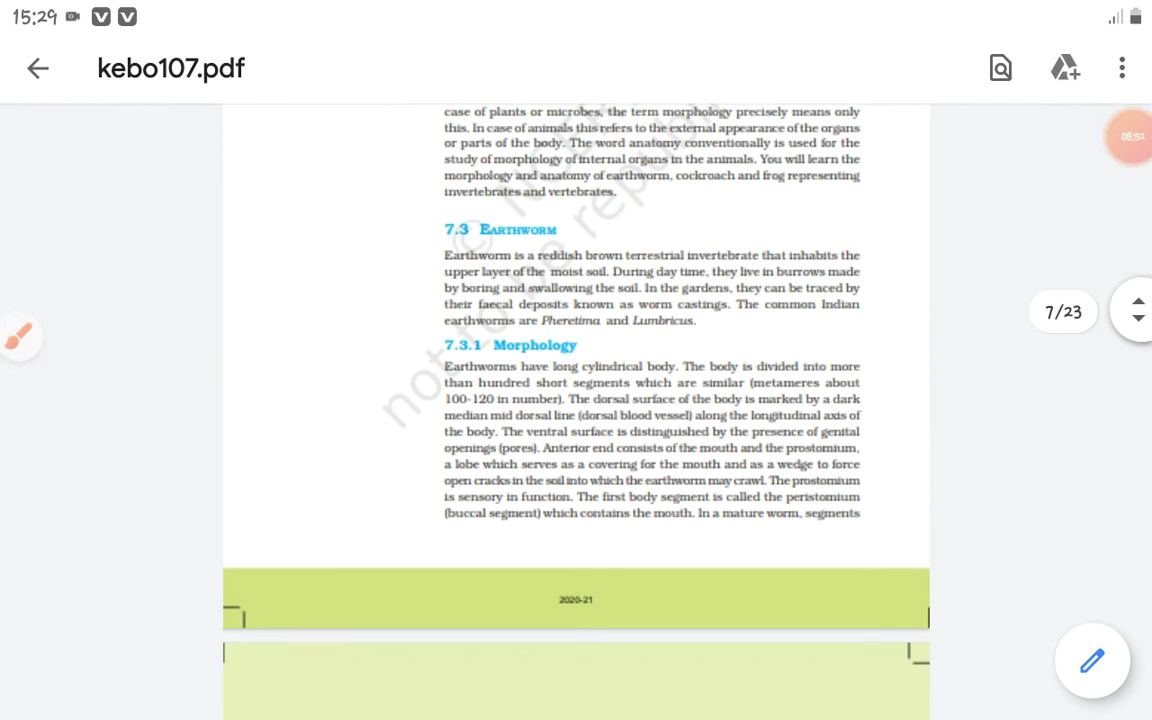 15:29
kebo107.pdf
case of plants or microbes, the term morphology precisely means only
this. In case of animals this refers to the external appearance of the organs
or parts of the body. The word anatomy conventionally is used for the
study of morphology of internal organs in the animals. You will learn the
morphology and anatomy of earthworm, cockroach and frog representing
invertebrates and vertebrates.
08:52
7.3 EARTHWORM
Earthworm is a reddish brown terrestrial invertebrate that inhabits the
upper layer of the moist soil. During day time, they live in burrows made
by boring and swallowing the soil. In the gardens, they can be traced by
their faecal deposits known as worm castings. The common Indian
earthworms are Pheretima and Lumbricus.
7/23
7.3.1 Morphology
Earthworms have long cylindrical body. The body is divided into more
than hundred short segments which are similar (metameres about
100-120 in number). The dorsal surface of the body is marked by a dark
median mid dorsal line (dorsal blood vessel) along the longitudinal axis of
the body. The ventral surface is distinguished by the presence of genital
openings (pores). Anterior end consists of the mouth and the prostomium,
a lobe which serves as a covering for the mouth and as a wedge to force
open cracks in the soil into which the earthworm may crawl. The prostomium
is sensory in function. The first body segment is called the peristomium
(buccal segment) which contains the mouth. In a mature worm, segments
© NCE
not to be republ
2020-21